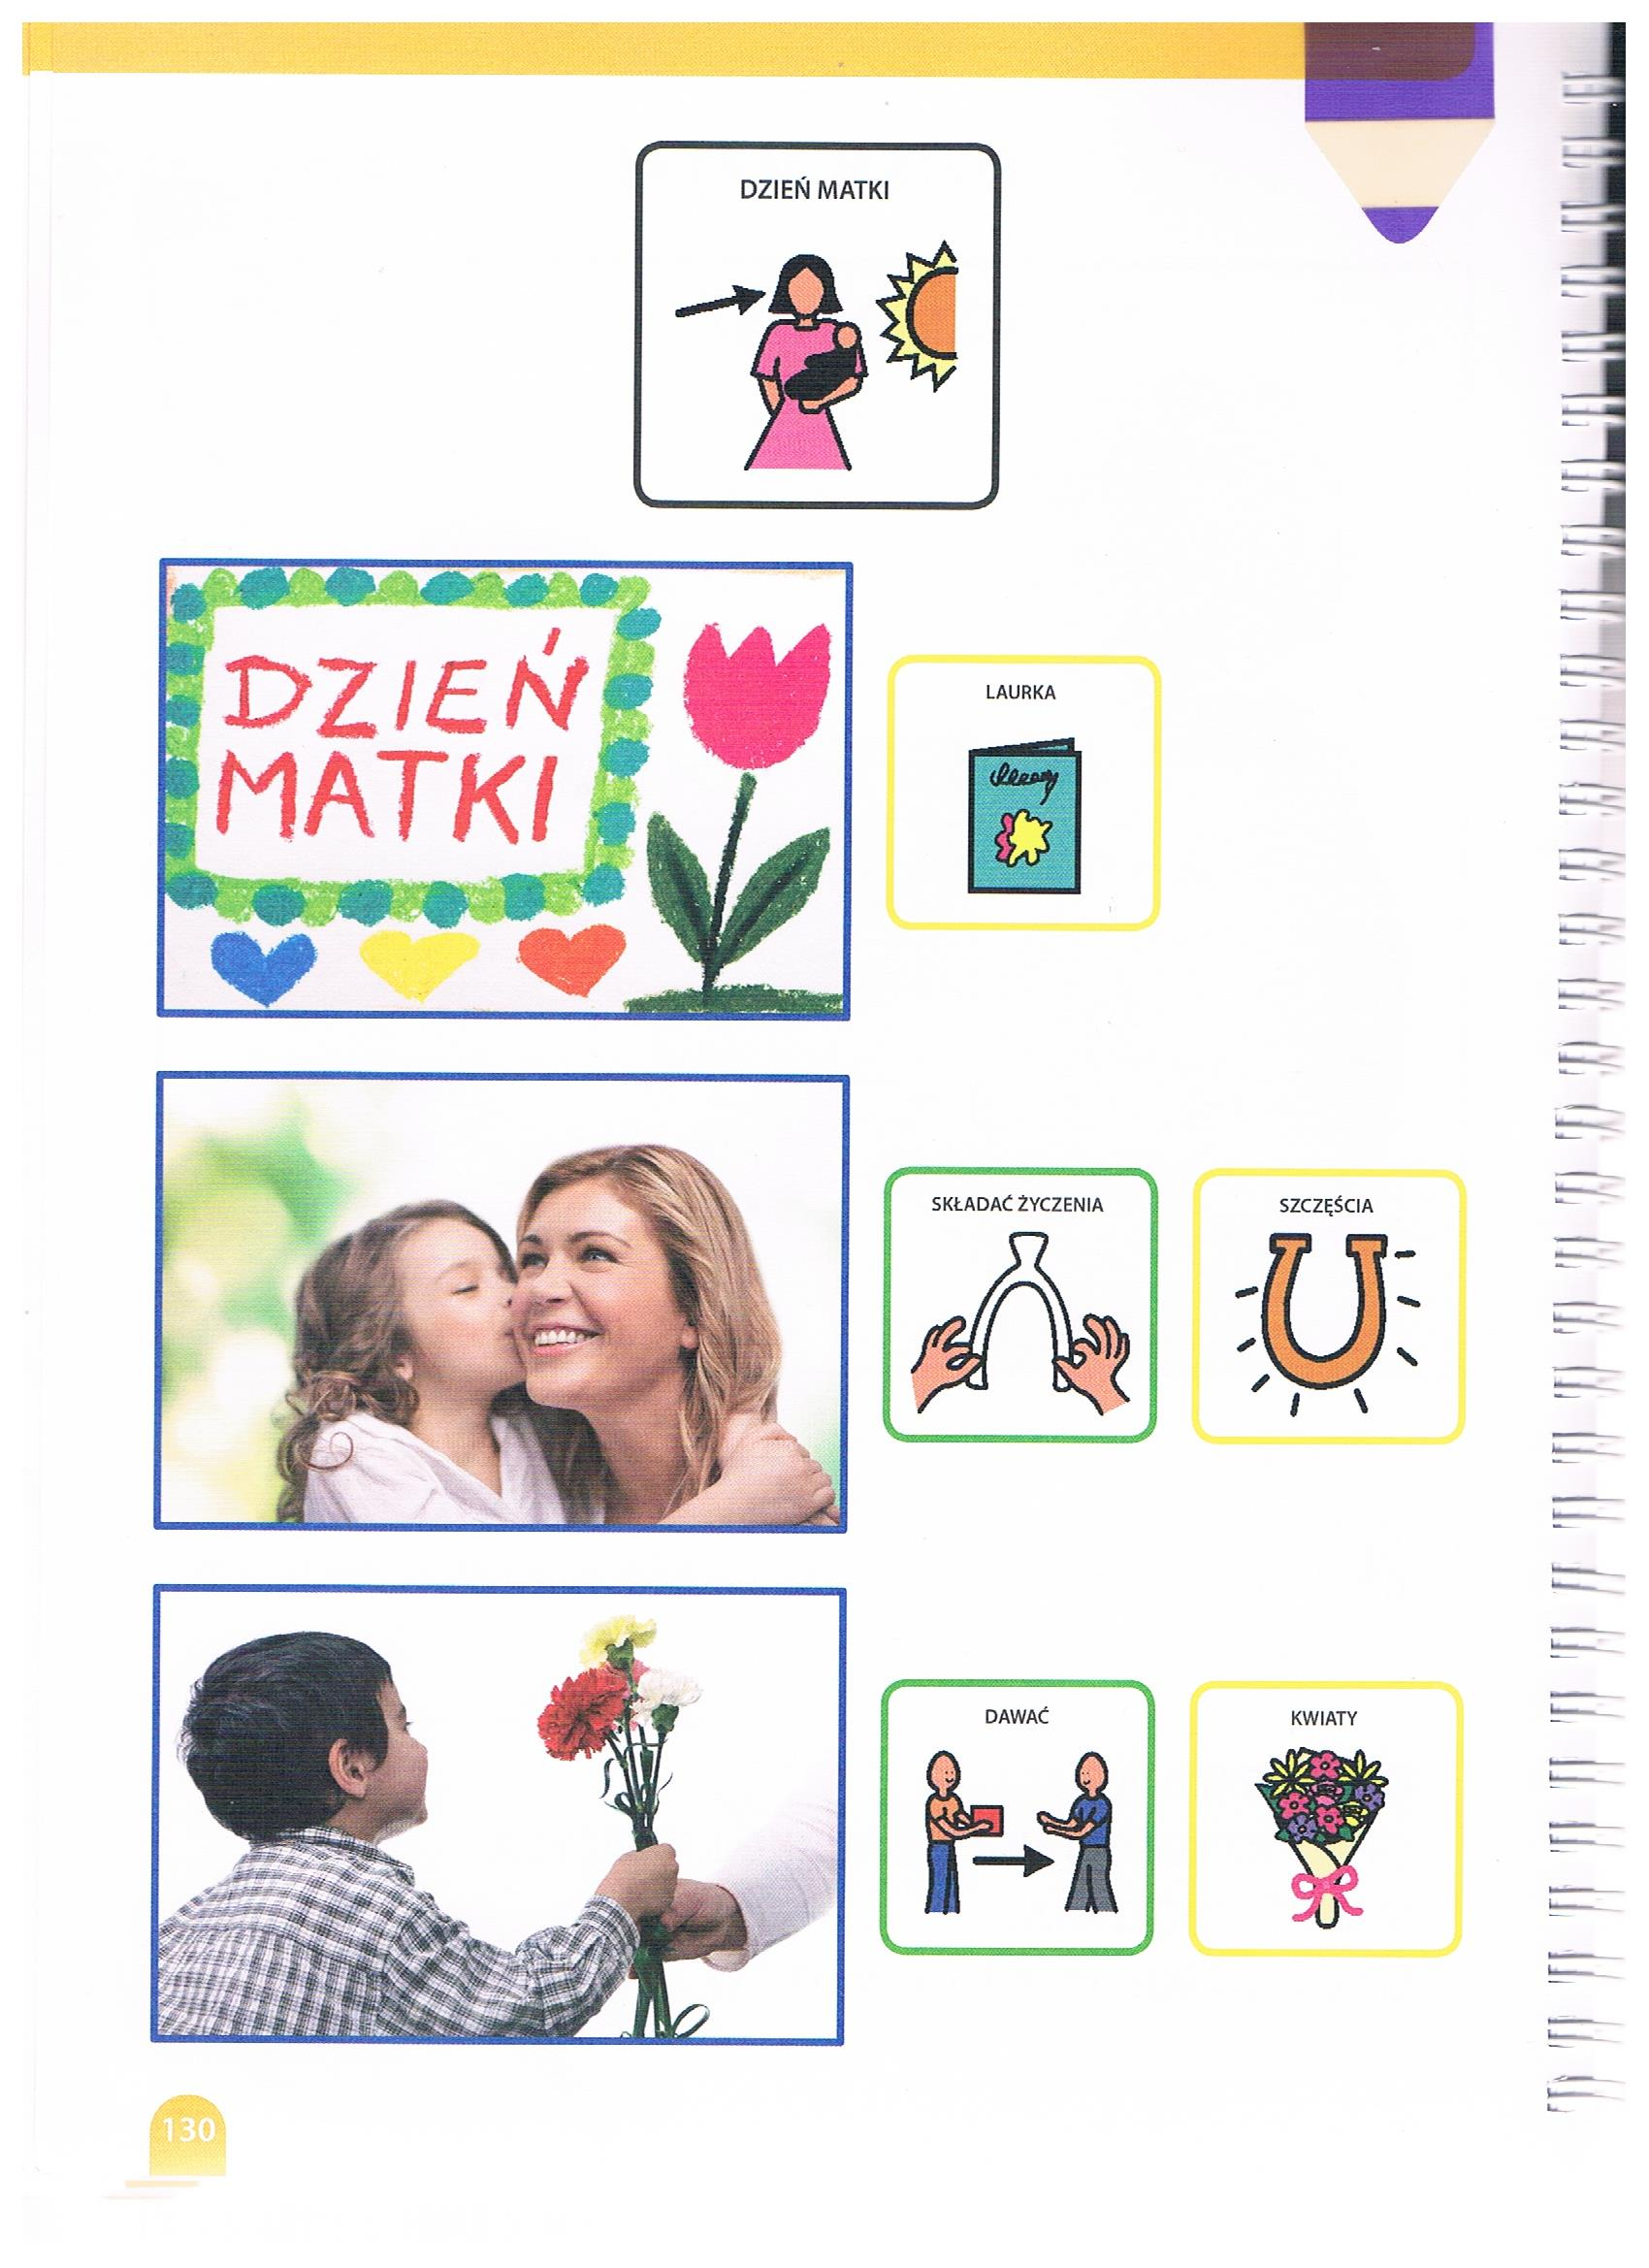 DZIEŃ MATKI
DZIEŃ
MATKI
LAURKA
SKŁADAĆ ŻYCZENIA
SZCZĘŚCIA
DAWAĆ
KWIATY
130